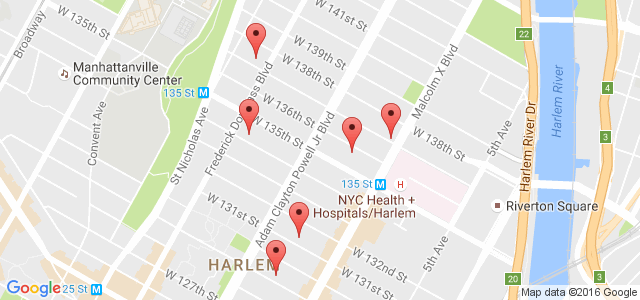 W 135th St
Broadway
W 141st St
22
W 139th St
W 138th St
Manhattanville
Community Center
135 St M
Frederick Douglass Blvd
Malcolm X Blvd
Harlem River
Harlem River Dr
4
3
W 136th St
W 135th St
Convent Ave
St Nicholas Ave
Adam Clayton Powell Jr Blvd
W 138th St
5th Ave
135 St M
H
NYC Health +
Hospitals/Harlem
Riverton Square
W 131st St
HARLEM
W 127th St
W 132nd St
W 131st St
5th Ave
20
Google
25 St M
Map data ©2016 Google